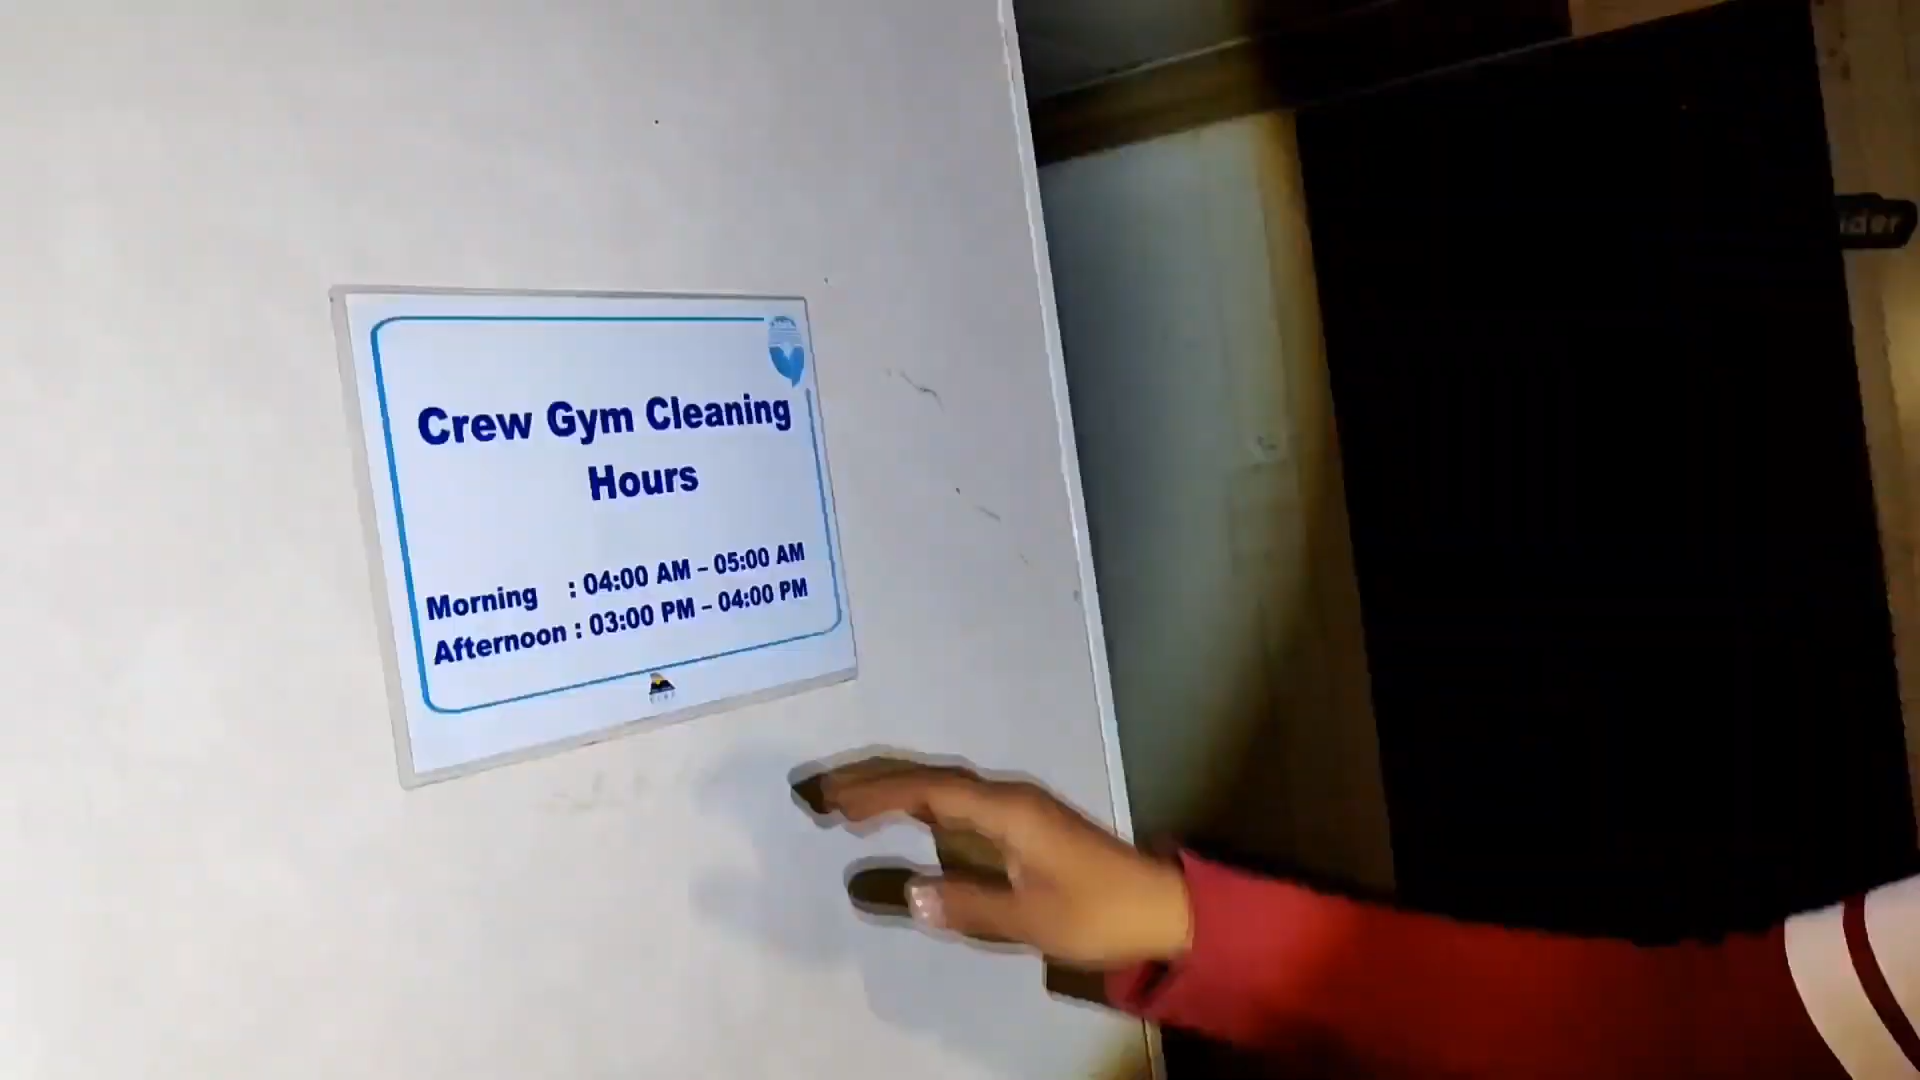 Crew Gym Cleaning
Hours
Morning : 04:00 AM – 05:00 AM
Afternoon : 03:00 PM – 04:00 PM